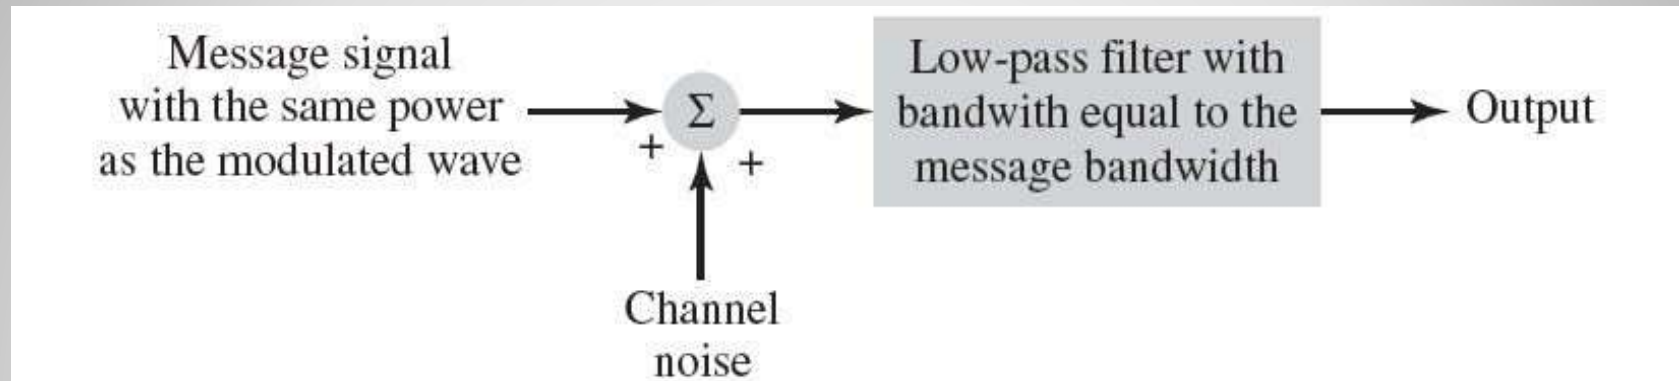 Message signal
with the same power
as the modulated wave
Σ
+
+
Channel
noise
Low-pass filter with
bandwith equal to the
message bandwidth
Output